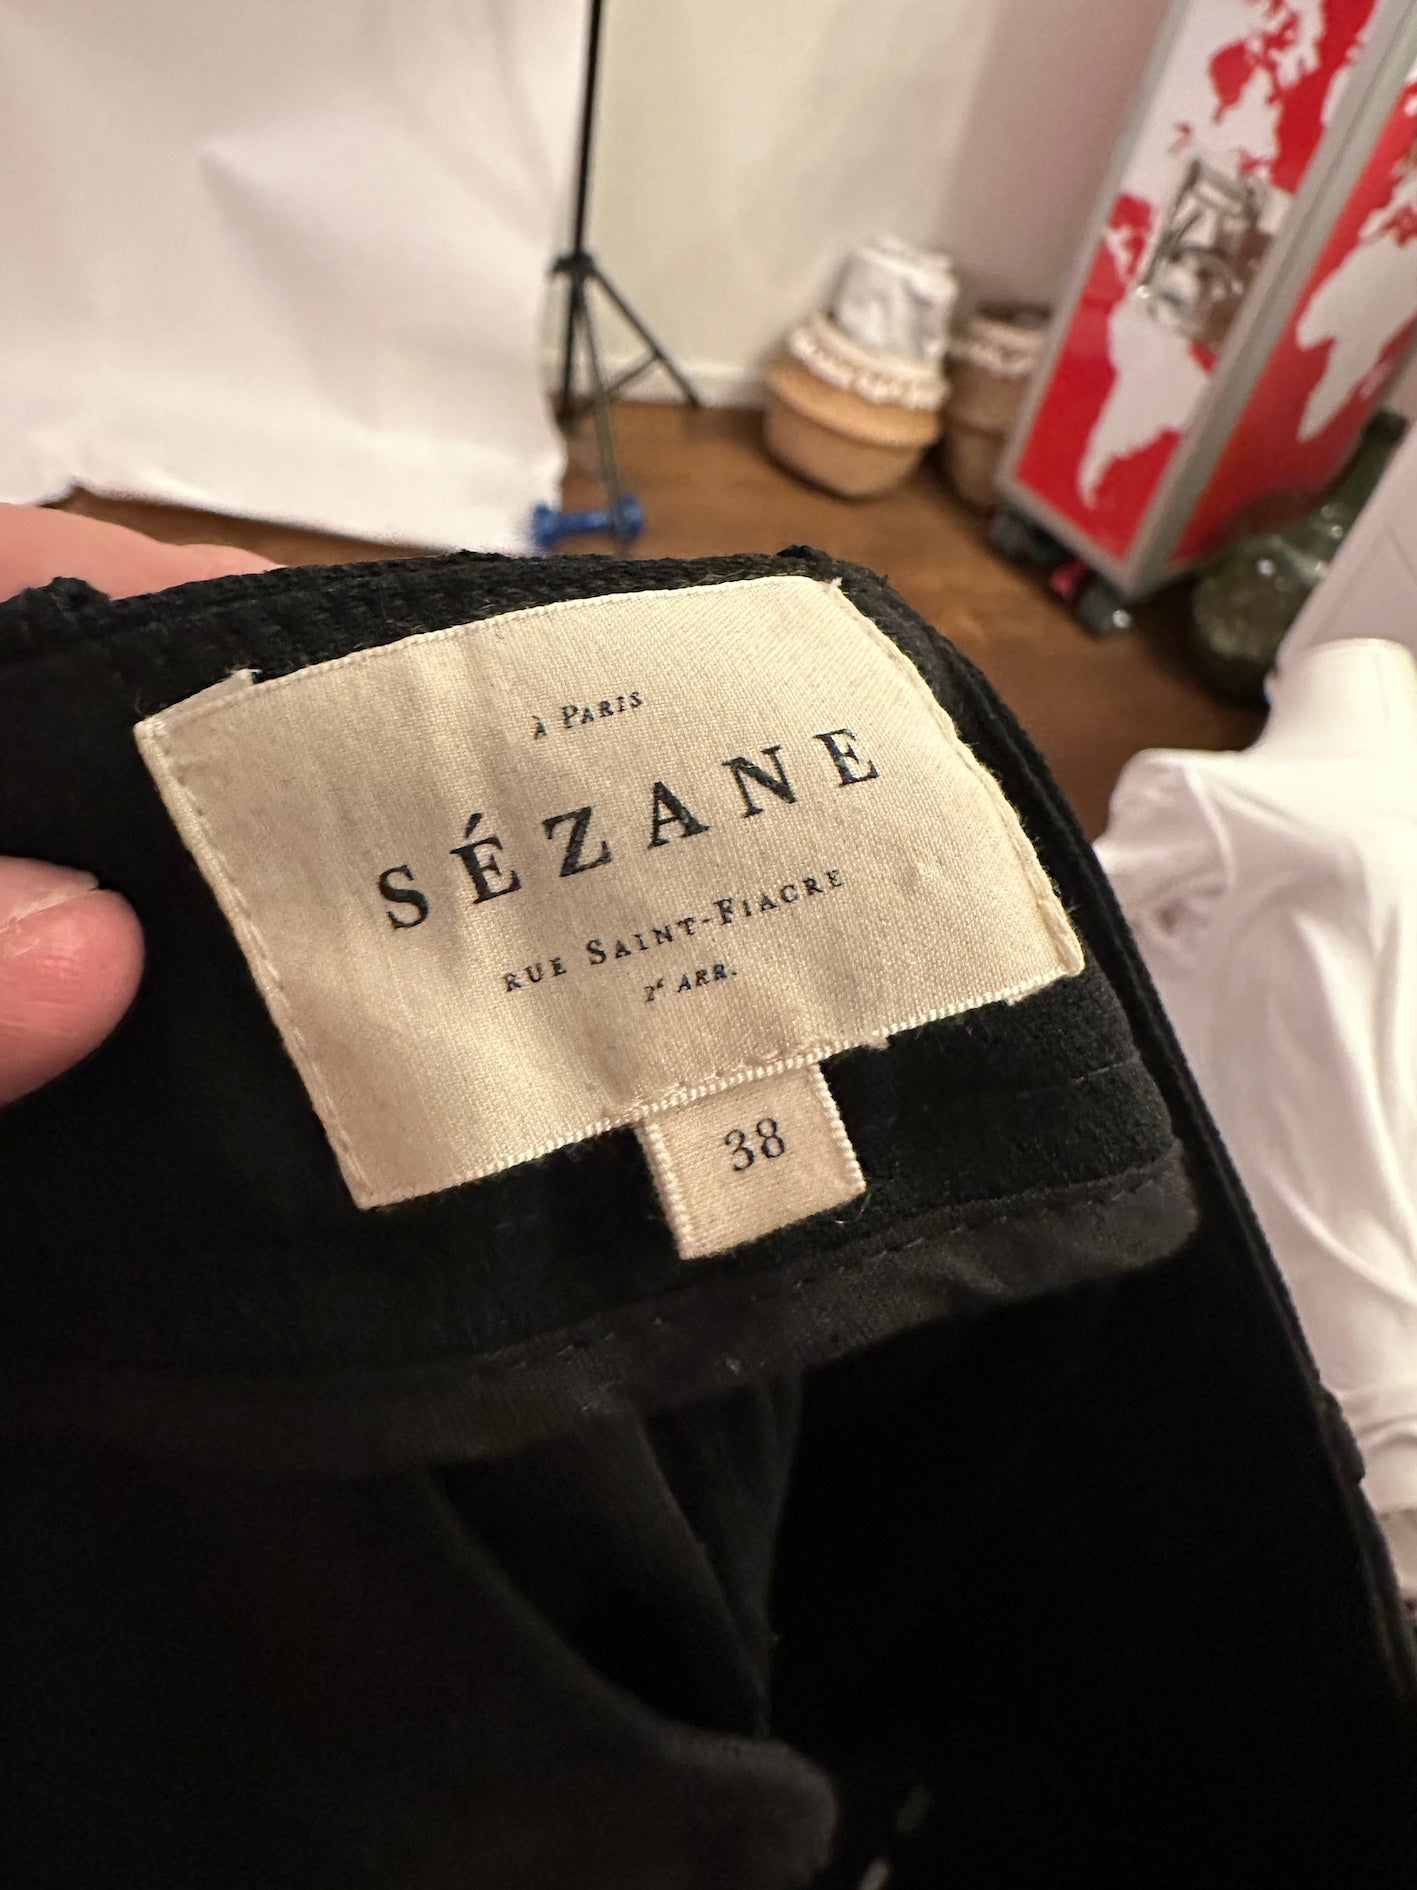 À PARIS
SÉZANE
RUE SAINT-FIACRE
2e ARR.
38